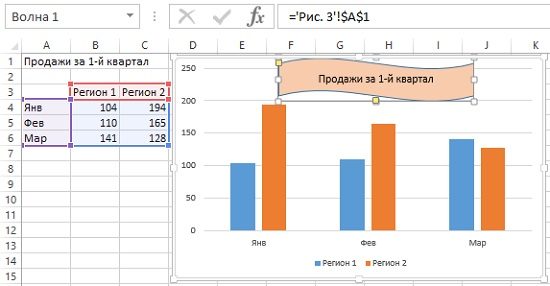 Волна 1 ='Рис. 3'!$A$1
A B C D E F G H I J K
1 Продажи за 1-й квартал
2
3 Регион 1 Регион 2
4 Янв 104 194
5 Фев 110 165
6 Мар 141 128
7
8
9
10
11
12
13
14
15
Продажи за 1-й квартал
250
200
150
100
50
0
Янв Фев Мар
Регион 1 Регион 2